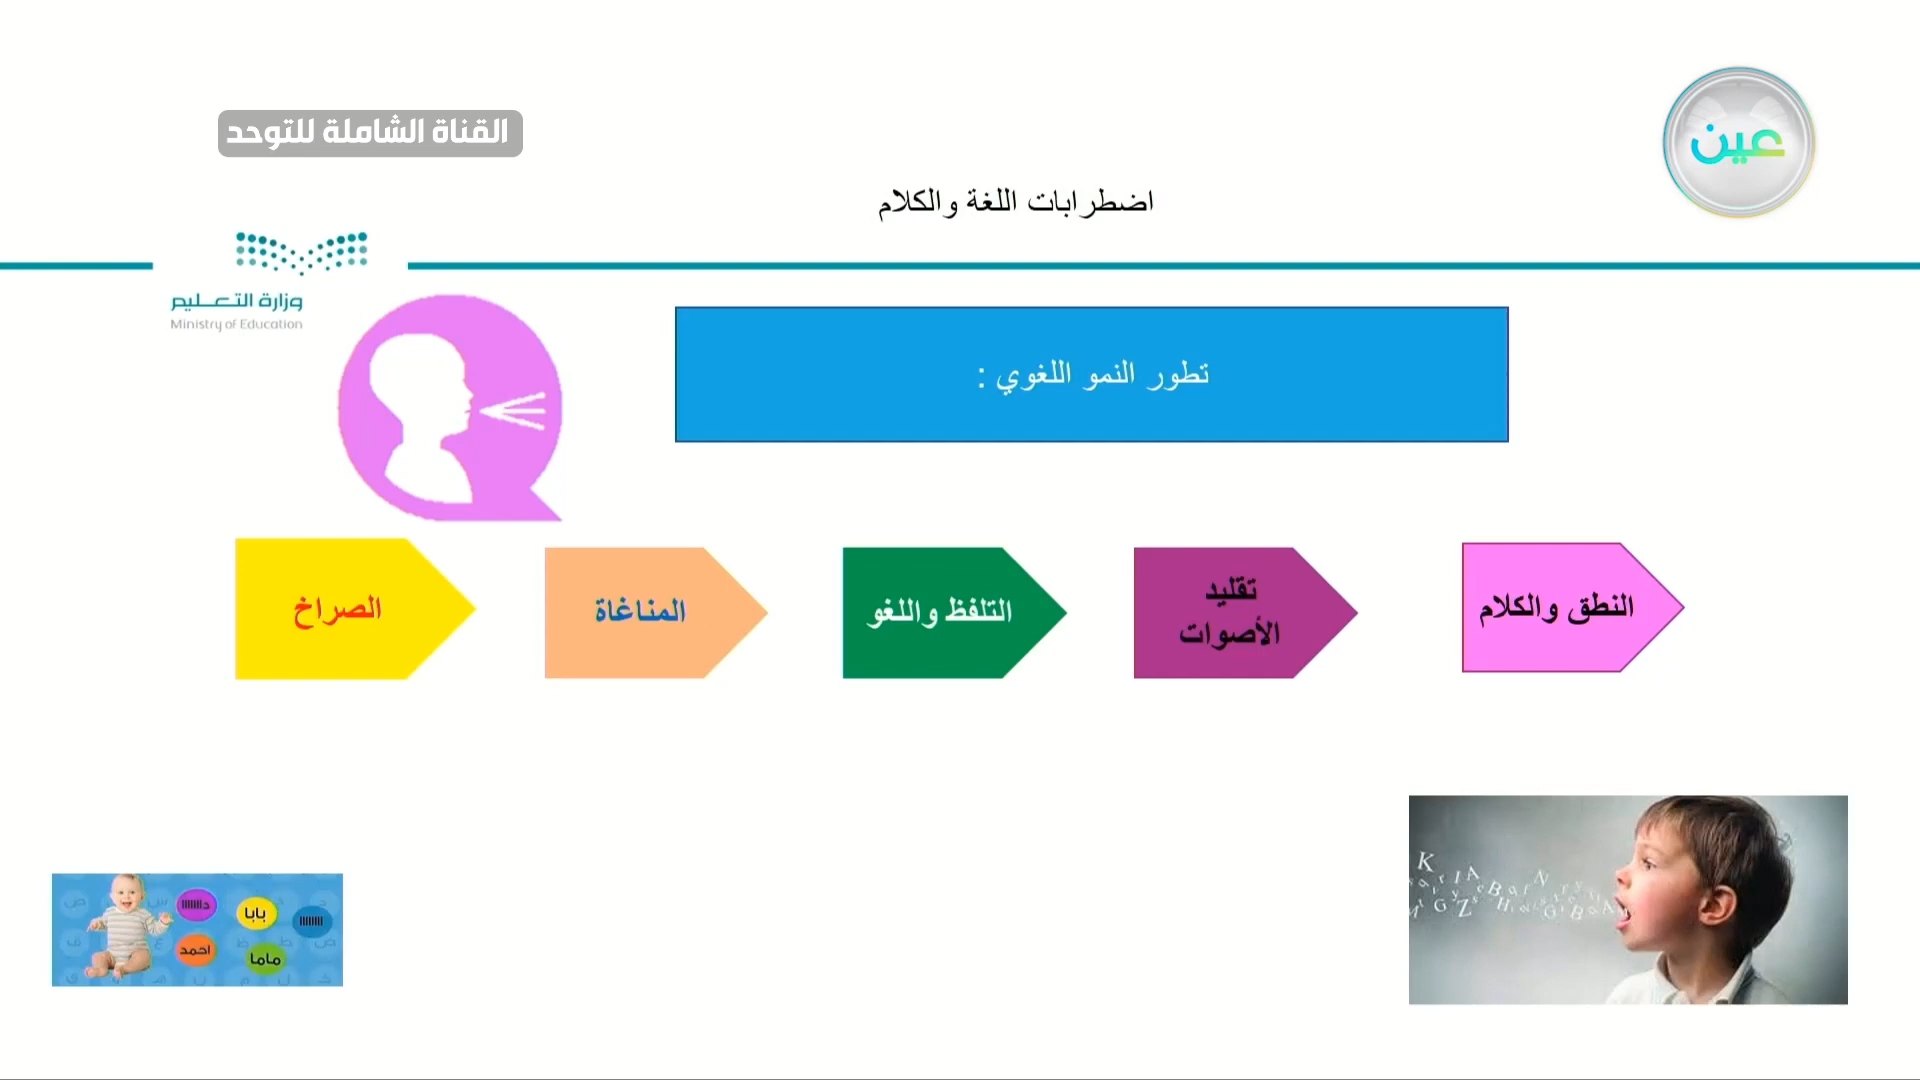 القناة الشاملة للتوحد
عين
اضطرابات اللغة والكلام
وزارة التعليم
Ministry of Education
تطور النمو اللغوي :
الصراخ
المناغاة
التلفظ واللغو
تقليد
الأصوات
النطق والكلام
بابا
احمد
ماما